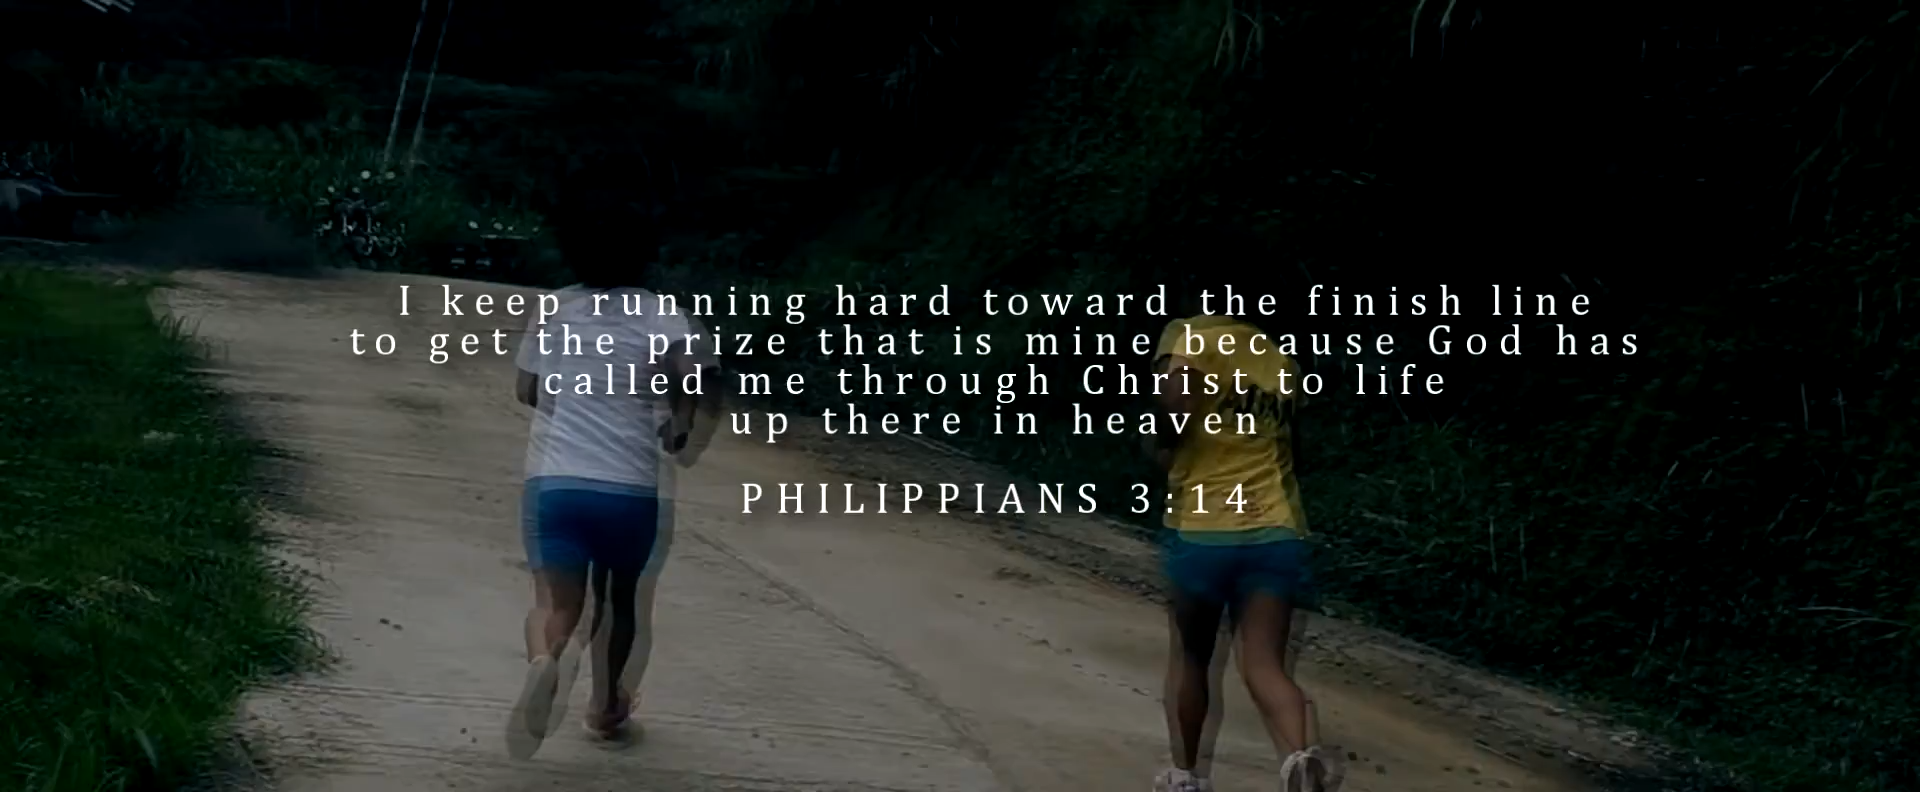 I keep running hard toward the finish line
to get the prize that is mine because God has
called me through Christ to life
up there in heaven
PHILIPPIANS 3:14